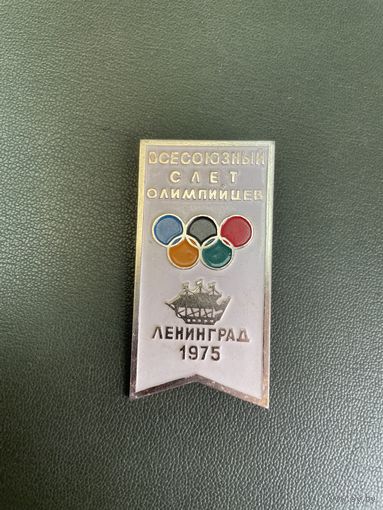 ВСЕСОЮЗНЫЙ
СЛЕТ
ОЛИМПИЙЦЕВ
ЛЕНИНГРАД
1975